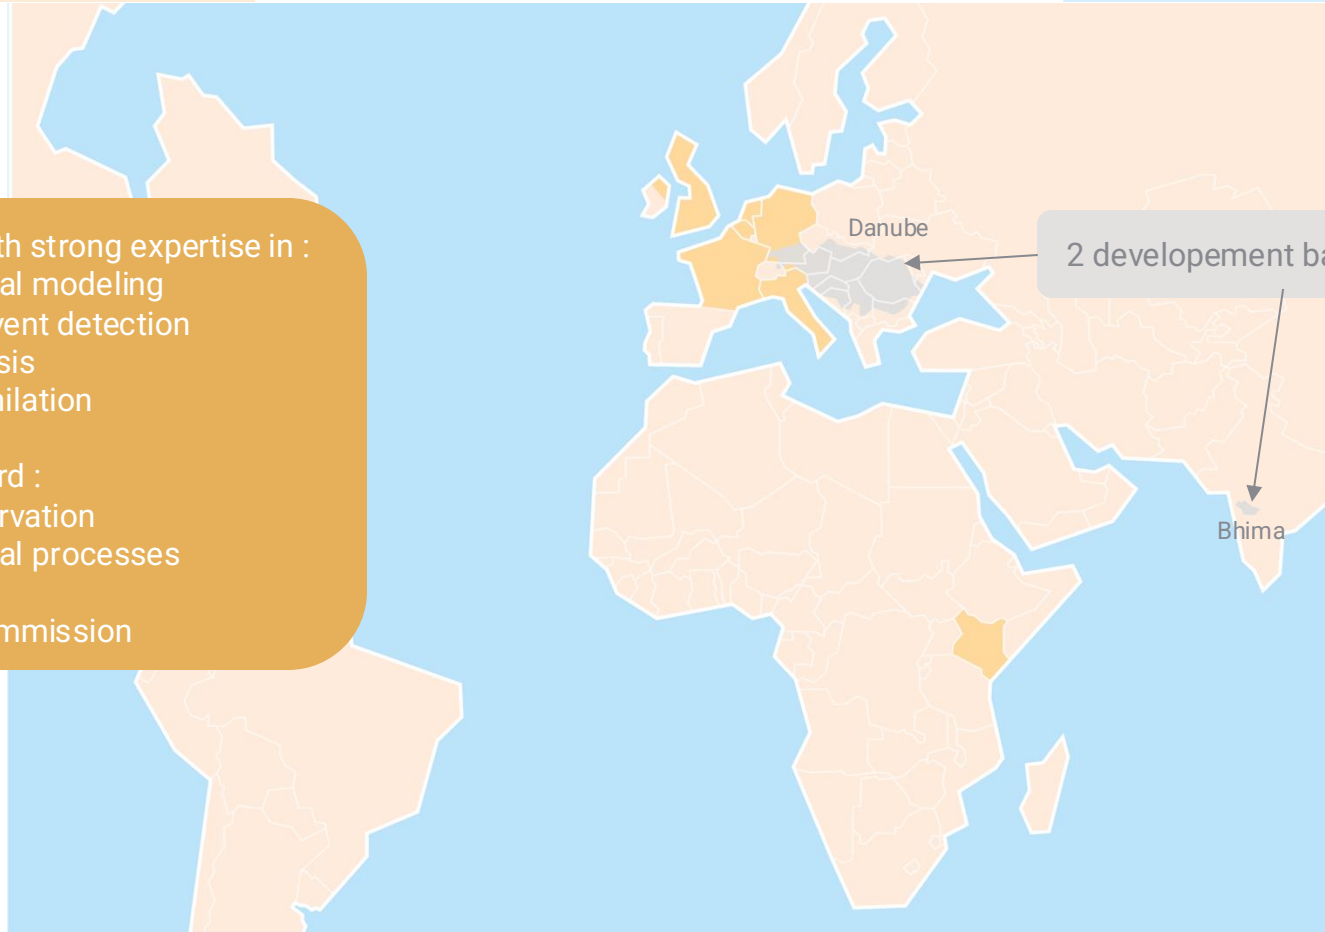 th strong expertise in :
al modeling
vent detection
sis
nilation
rd :
rvation
al processes
mmission
Danube
2 developement ba
Bhima